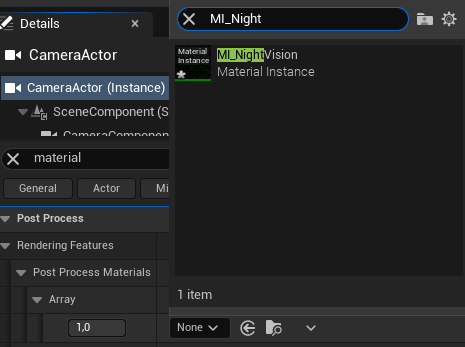 Details
CameraActor
CameraActor (Instance)
SceneComponent (S
CameraComponent
material
General
Actor
Mi
Post Process
Rendering Features
Post Process Materials
Array
1,0
MI_Night
Material
Instance
MI_NightVision
Material Instance
1 item
None